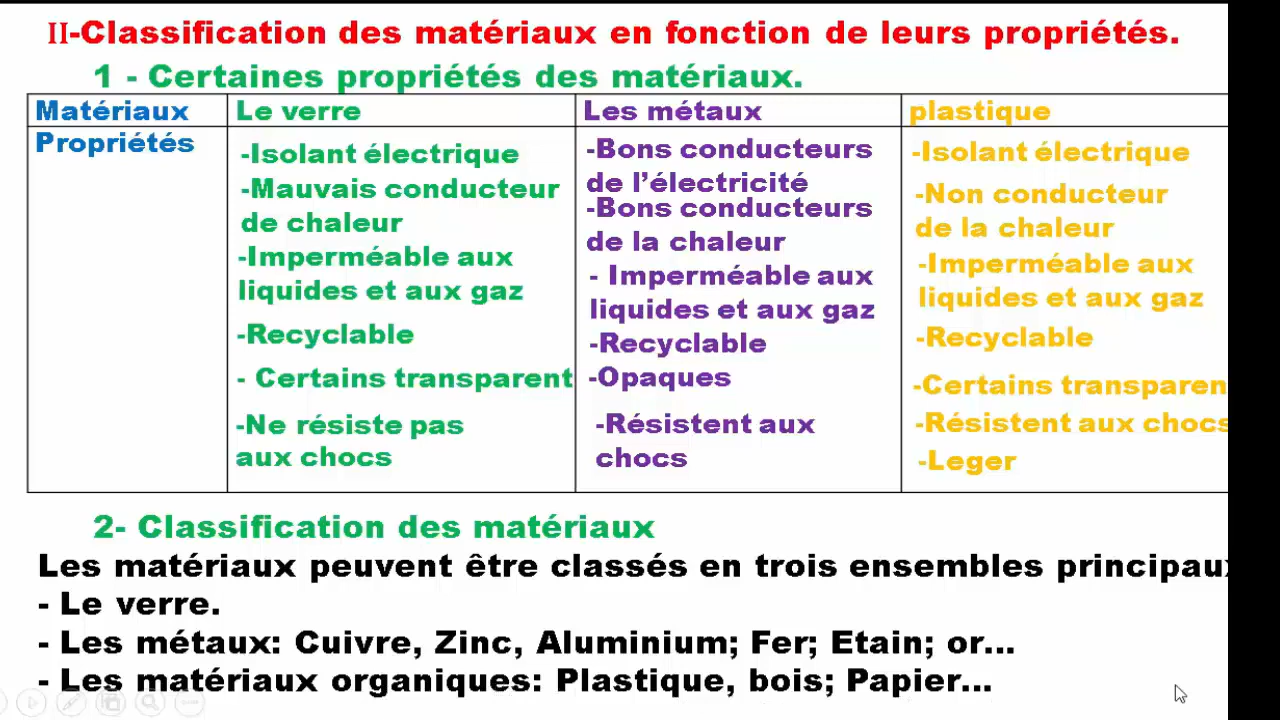 II-Classification des matériaux en fonction de leurs propriétés.
1 - Certaines propriétés des matériaux.
Matériaux
Le verre
Les métaux
plastique
Propriétés
-Isolant électrique
-Mauvais conducteur
de chaleur
-Imperméable aux
liquides et aux gaz
-Recyclable
- Certains transparent
-Ne résiste pas
aux chocs
-Bons conducteurs
de l’électricité
-Bons conducteurs
de la chaleur
- Imperméable aux
liquides et aux gaz
-Recyclable
-Opaques
-Résistent aux
chocs
-Isolant électrique
-Non conducteur
de la chaleur
-Imperméable aux
liquides et aux gaz
-Recyclable
-Certains transparen
-Résistent aux chocs
-Leger
2- Classification des matériaux
Les matériaux peuvent être classés en trois ensembles principaux
- Le verre.
- Les métaux: Cuivre, Zinc, Aluminium; Fer; Etain; or...
- Les matériaux organiques: Plastique, bois; Papier...